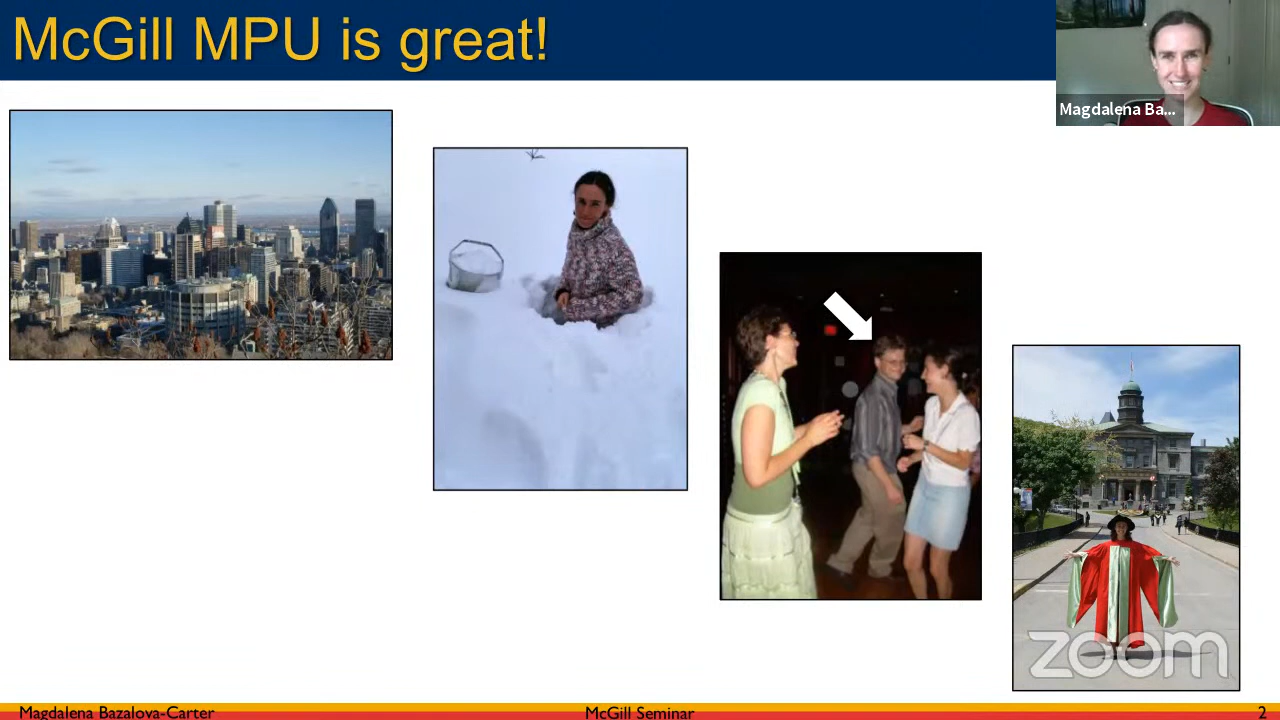 McGill MPU is great!
Magdalena Ba...
zoom
Magdalena Bazalova-Carter
McGill Seminar
2